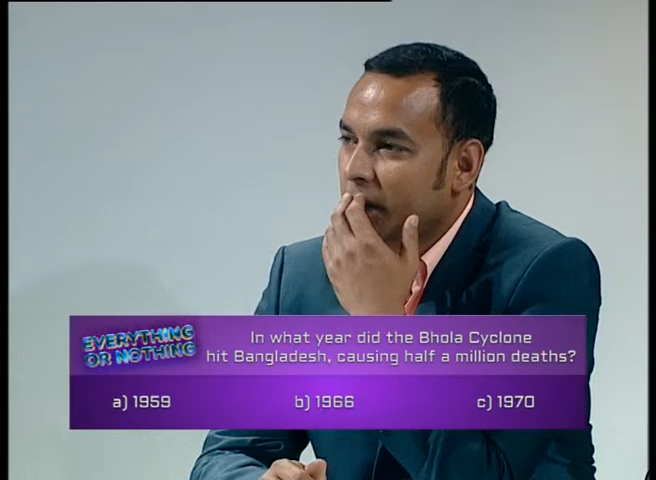 EVERYTHING
OR NOTHING
In what year did the Bhola Cyclone
hit Bangladesh, causing half a million deaths?
a) 1959
b) 1966
c) 1970